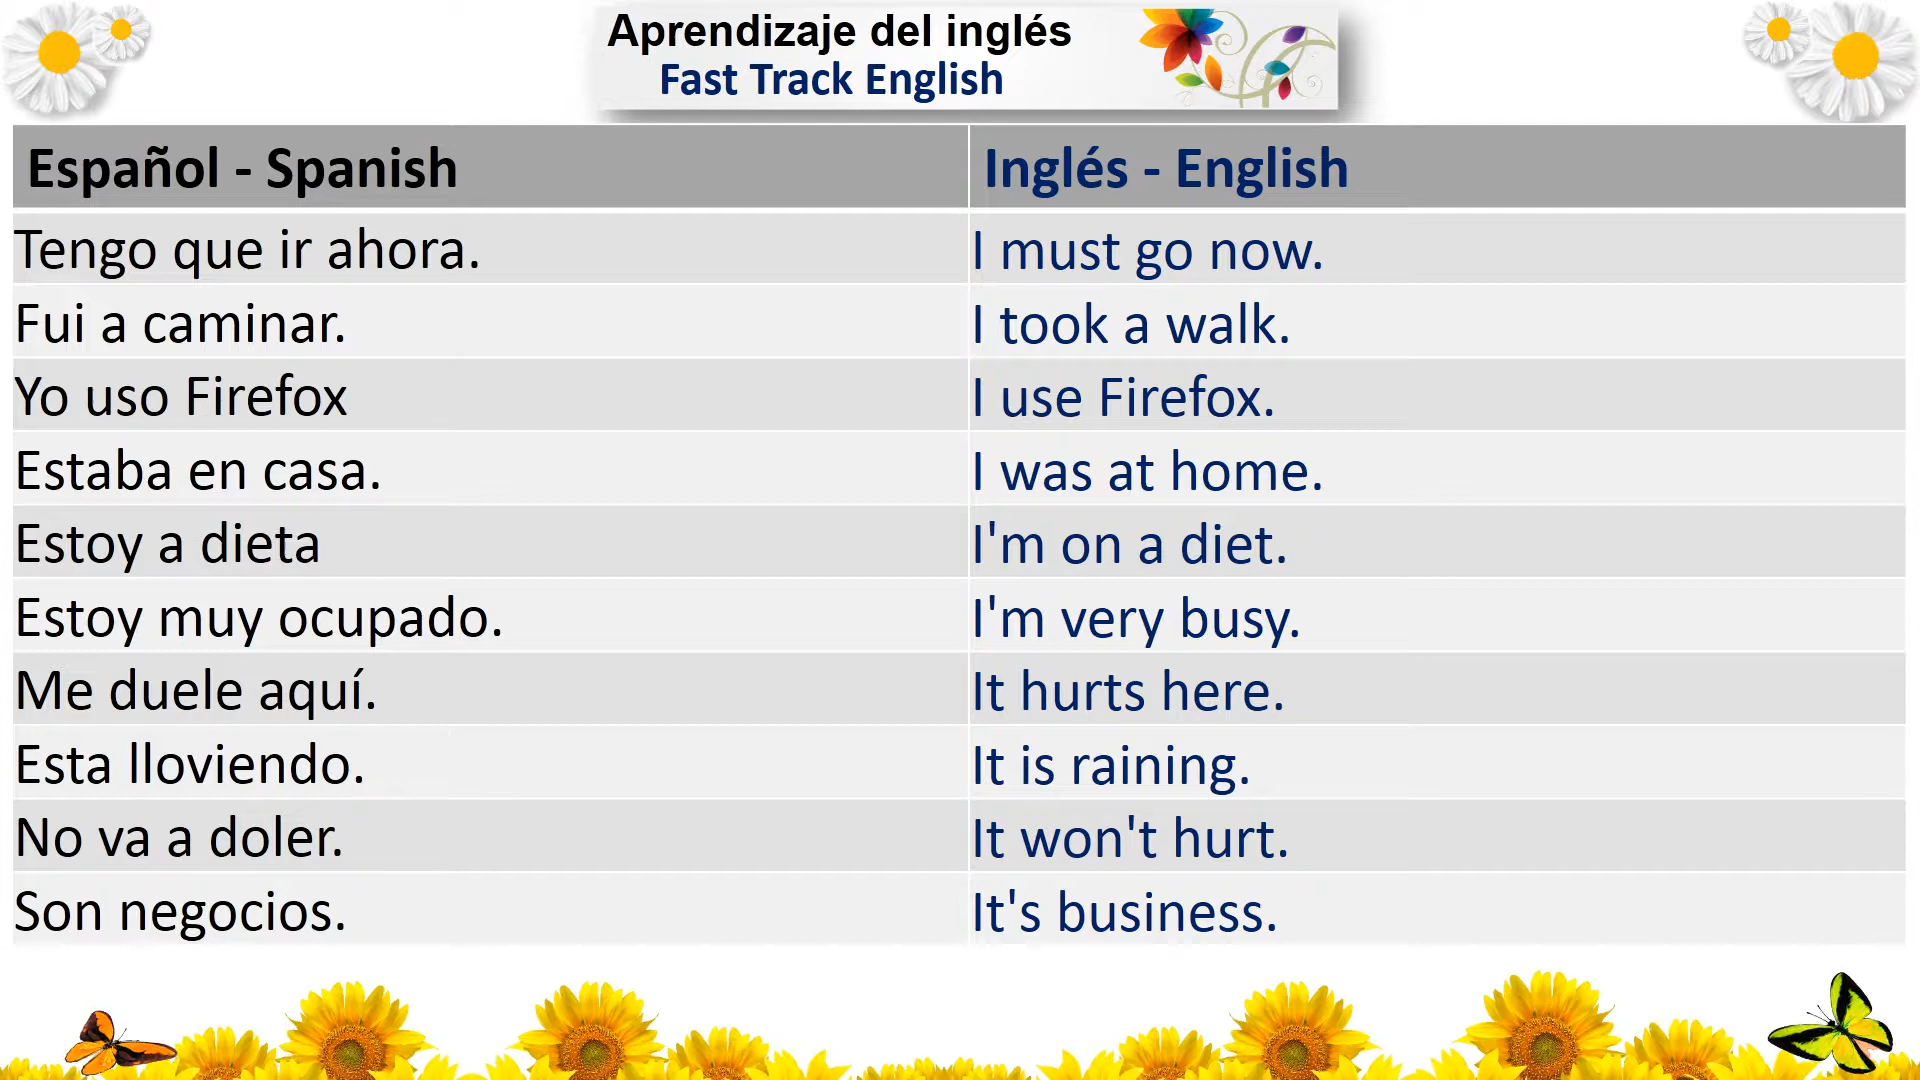 Aprendizaje del inglés
Fast Track English
Español - Spanish
Inglés - English
Tengo que ir ahora.
I must go now.
Fui a caminar.
I took a walk.
Yo uso Firefox
I use Firefox.
Estaba en casa.
I was at home.
Estoy a dieta
I'm on a diet.
Estoy muy ocupado.
I'm very busy.
Me duele aquí.
It hurts here.
Esta lloviendo.
It is raining.
No va a doler.
It won't hurt.
Son negocios.
It's business.